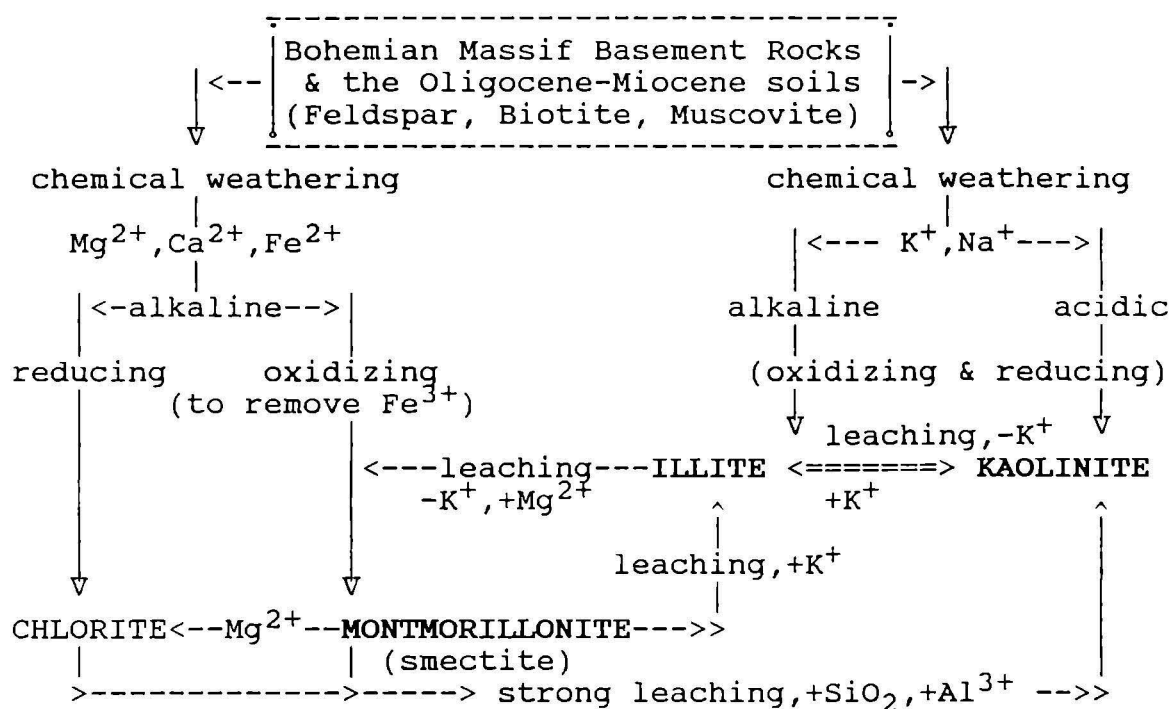 Bohemian Massif Basement Rocks
<-- & the Oligocene-Miocene soils ->
(Feldspar, Biotite, Muscovite)
chemical weathering chemical weathering
Mg²⁺,Ca²⁺,Fe²⁺ <--- K⁺,Na⁺--->
<-alkaline--> alkaline acidic
reducing oxidizing (oxidizing & reducing)
(to remove Fe³⁺)
leaching,-K⁺
<---leaching---ILLITE <=======> KAOLINITE
-K⁺,+Mg²⁺ +K⁺
leaching,+K⁺
CHLORITE<--Mg²⁺--MONTMORILLONITE--->>
(smectite)
>------------->-----> strong leaching,+SiO₂,+Al³⁺ -->>